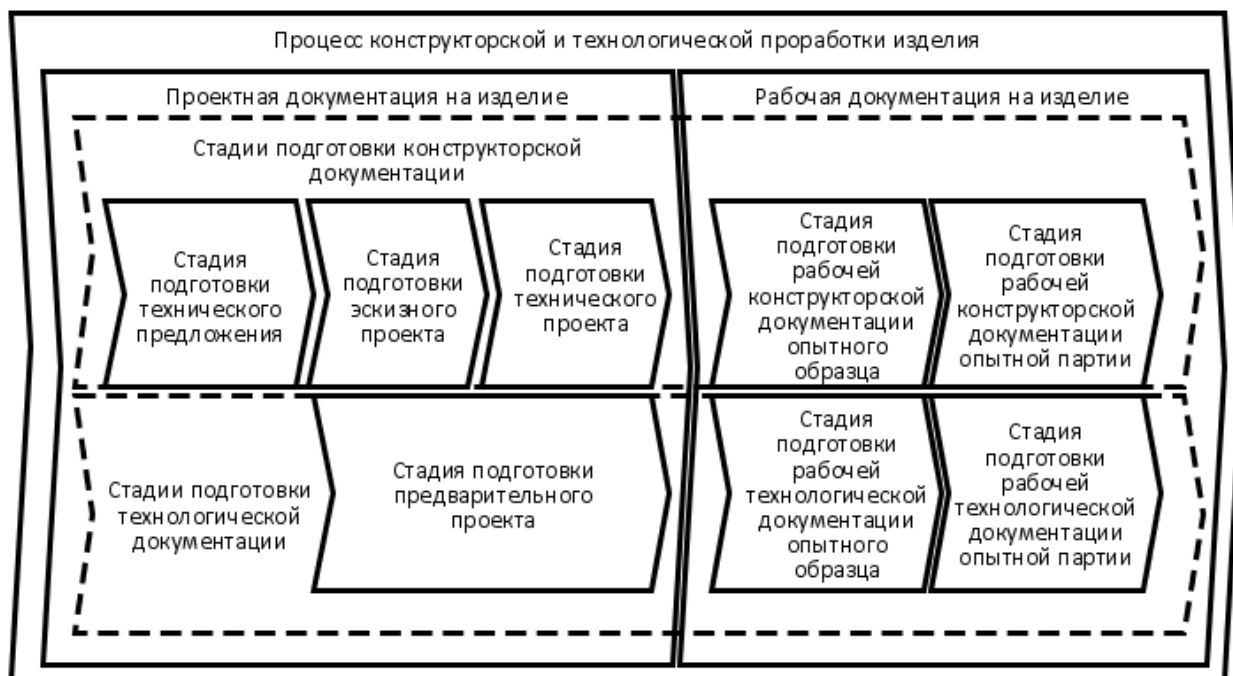 Процесс конструкторской и технологической проработки изделия
Проектная документация на изделие
Рабочая документация на изделие
Стадии подготовки конструкторской
документации
Стадия
подготовки
технического
предложения
Стадия
подготовки
эскизного
проекта
Стадия
подготовки
технического
проекта
Стадия
подготовки
рабочей
конструкторской
документации
опытного
образца
Стадия
подготовки
рабочей
конструкторской
документации
опытной партии
Стадии подготовки
технологической
документации
Стадия подготовки
предварительного
проекта
Стадия
подготовки
рабочей
технологической
документации
опытного
образца
Стадия
подготовки
рабочей
технологической
документации
опытной партии